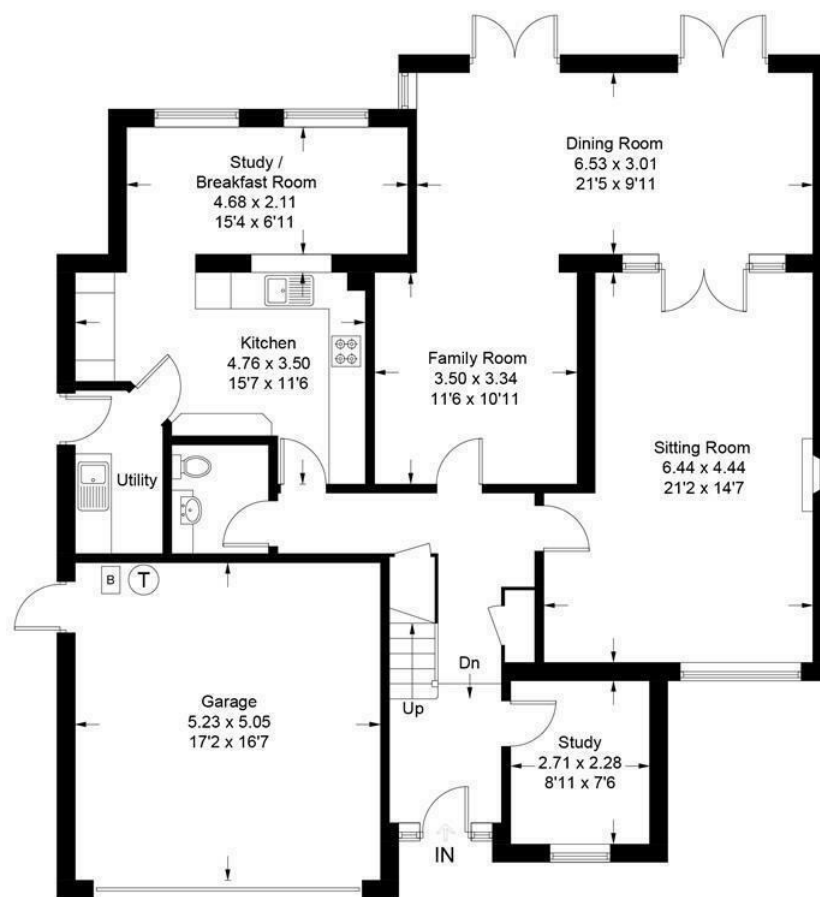 Dining Room
6.53 x 3.01
21'5 x 9'11
Study /
Breakfast Room
4.68 x 2.11
15'4 x 6'11
Kitchen
4.76 x 3.50
15'7 x 11'6
Family Room
3.50 x 3.34
11'6 x 10'11
Sitting Room
6.44 x 4.44
21'2 x 14'7
Utility
B
T
Garage
5.23 x 5.05
17'2 x 16'7
Dn
Up
Study
2.71 x 2.28
8'11 x 7'6
IN